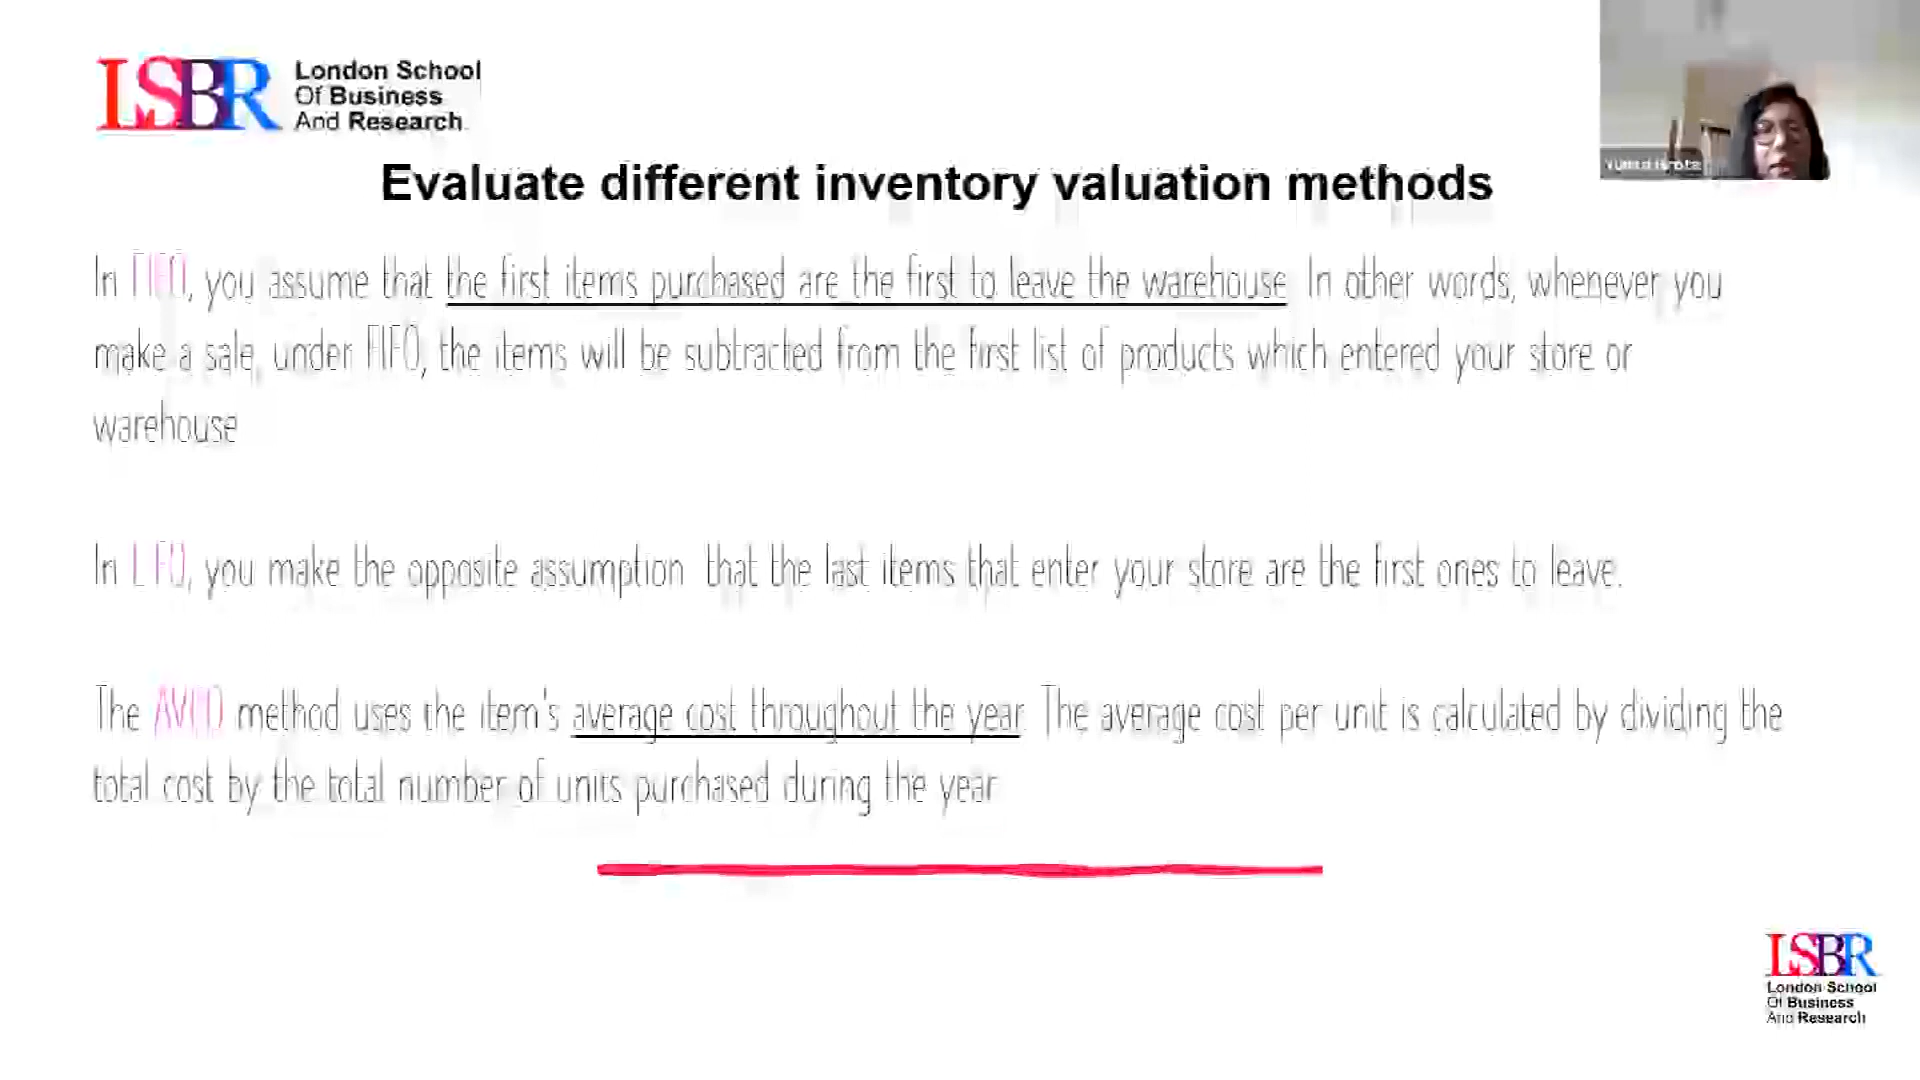 LSBR London School
Of Business
And Research
Evaluate different inventory valuation methods
In FIFO, you assume that the first items purchased are the first to leave the warehouse. In other words, whenever you
make a sale, under FIFO, the items will be subtracted from the first list of products which entered your store or
warehouse
In LIFO, you make the opposite assumption that the last items that enter your store are the first ones to leave.
The AVCO method uses the item's average cost throughout the year. The average cost per unit is calculated by dividing the
total cost by the total number of units purchased during the year
LSBR
London School
Of Business
And Research